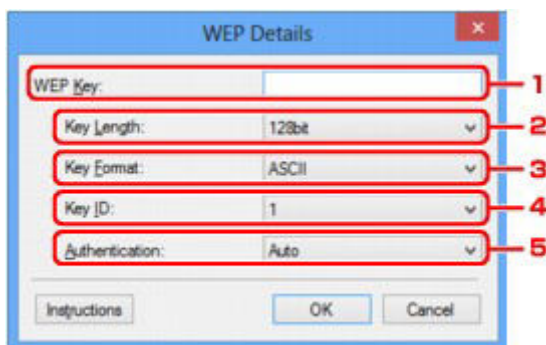 WEP Details
WEP Key: 1
Key Length: 128bit 2
Key Format: ASCII 3
Key ID: 1 4
Authentication: Auto 5
Instructions OK Cancel